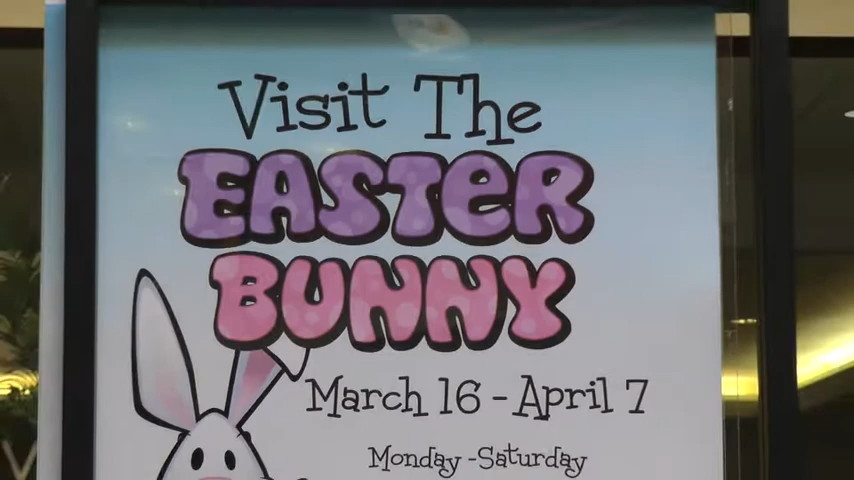 Visit The
EASTER
BUNNY
March 16 - April 7
Monday - Saturday